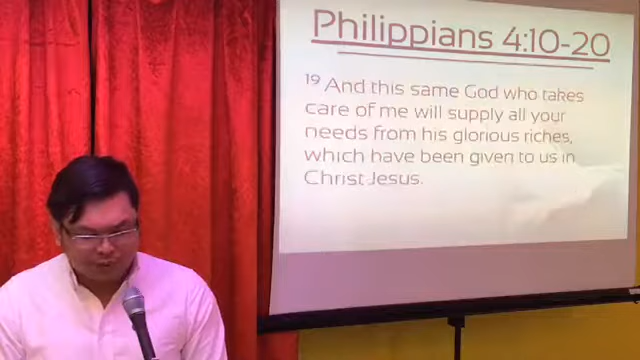 Philippians 4:10-20
19 And this same God who takes
care of me will supply all your
needs from his glorious riches,
which have been given to us in
Christ Jesus.